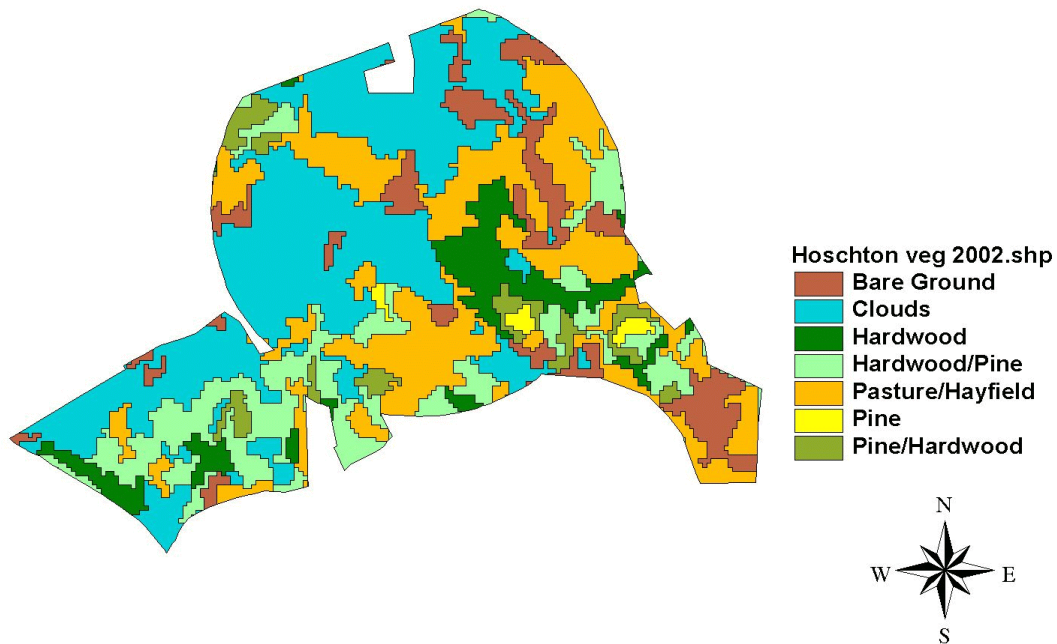 Hoschton veg 2002.shp
Bare Ground
Clouds
Hardwood
Hardwood/Pine
Pasture/Hayfield
Pine
Pine/Hardwood
N
W E
S